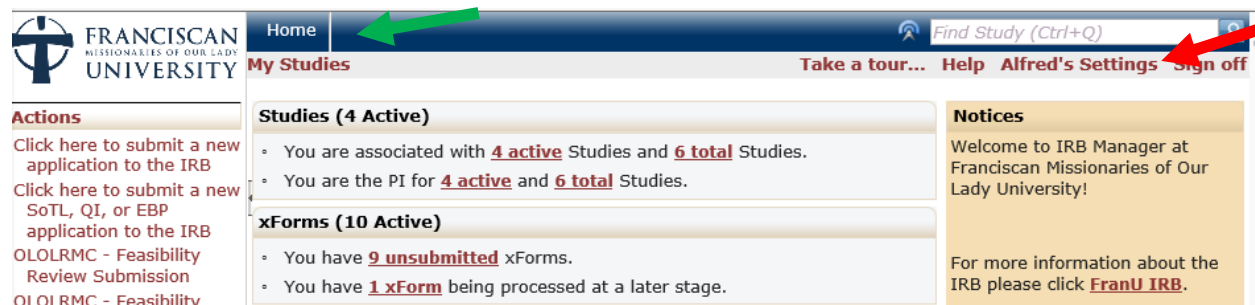 FRANCISCAN
MISSIONARIES OF OUR LADY
UNIVERSITY
Home
Find Study (Ctrl+Q)
My Studies
Take a tour... Help Alfred's Settings Sign off
Actions
Click here to submit a new
application to the IRB
Click here to submit a new
SoTL, QI, or EBP
application to the IRB
OLOLRMC - Feasibility
Review Submission
OLOLRMC - Feasibility
Studies (4 Active)
You are associated with 4 active Studies and 6 total Studies.
You are the PI for 4 active and 6 total Studies.
xForms (10 Active)
You have 9 unsubmitted xForms.
You have 1 xForm being processed at a later stage.
Notices
Welcome to IRB Manager at
Franciscan Missionaries of Our
Lady University!
For more information about the
IRB please click FranU IRB.